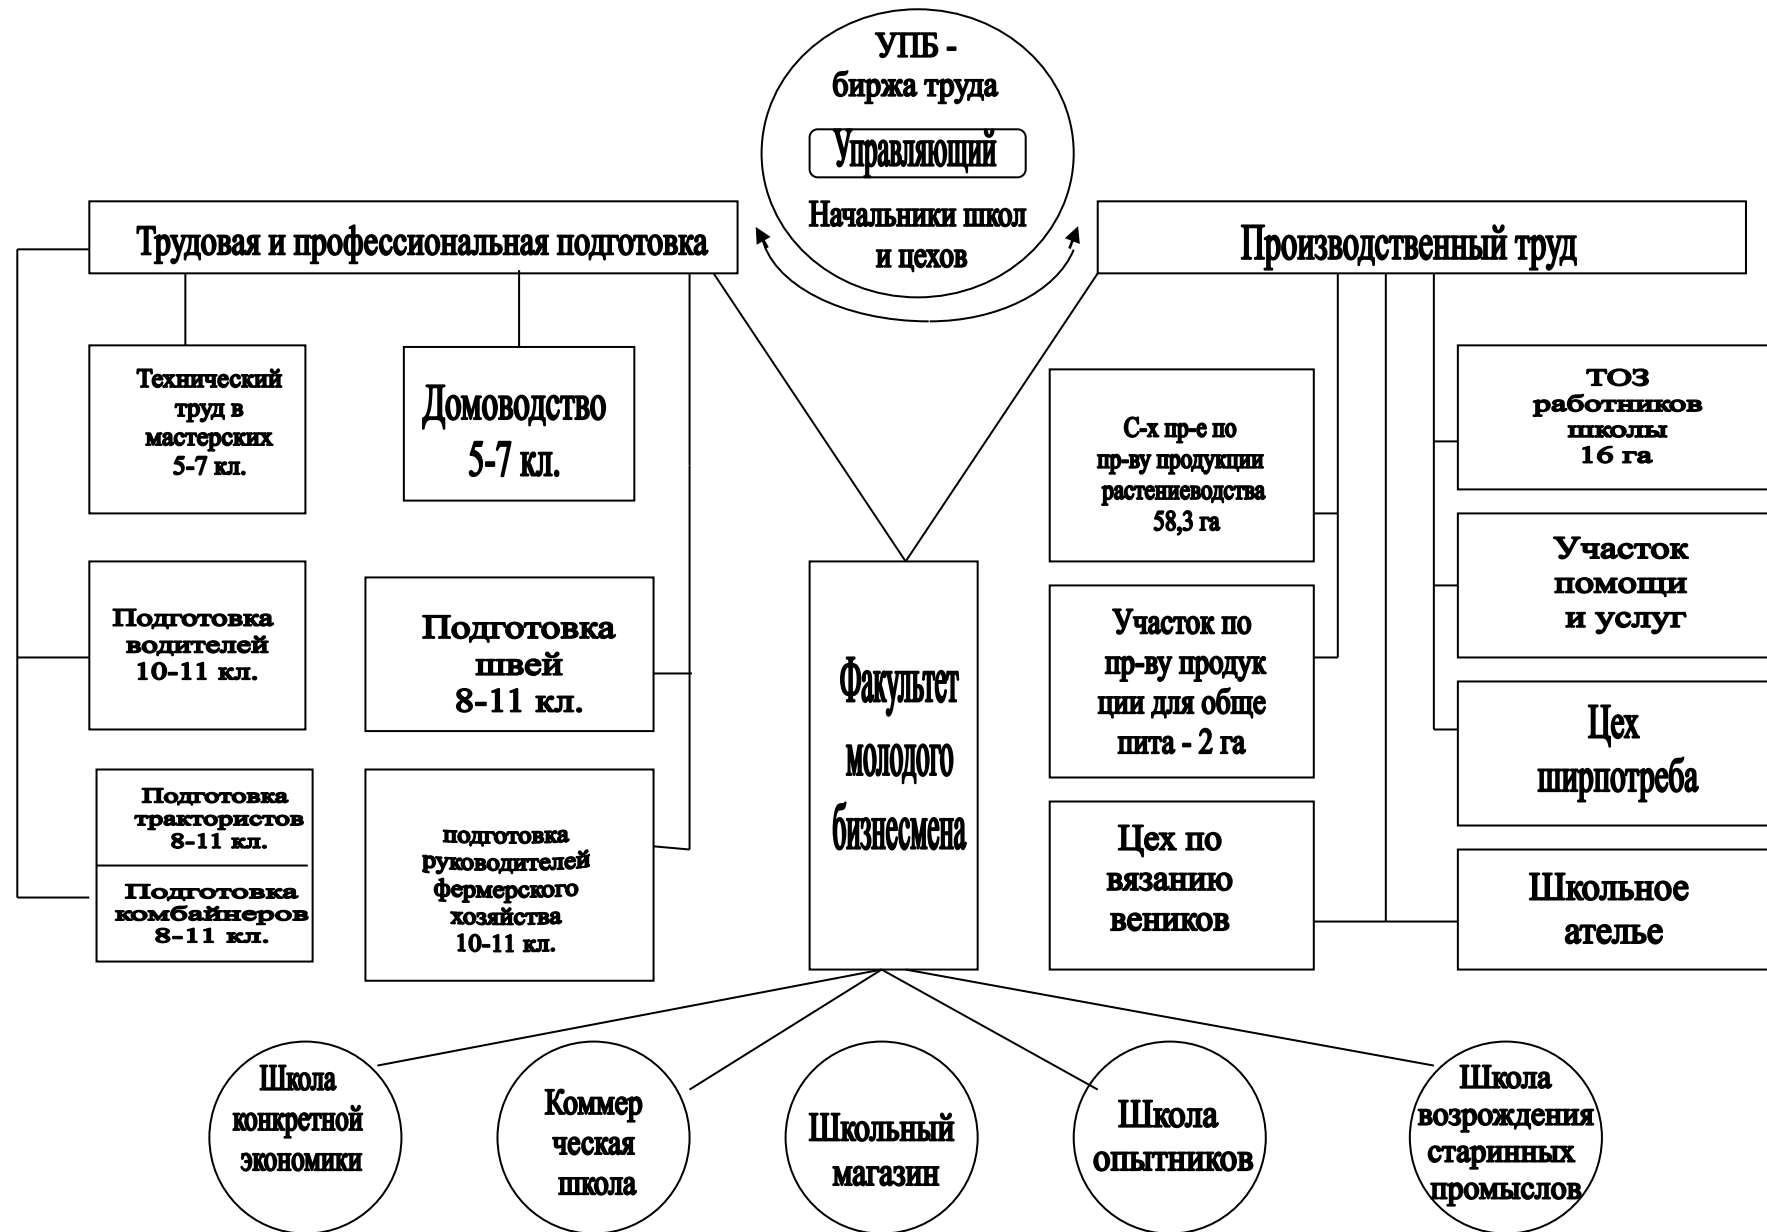 УПБ -
биржа труда
Управляющий
Начальники школ
и цехов
Трудовая и профессиональная подготовка
Производственный труд
Технический
труд в
мастерских
5-7 кл.
Домоводство
5-7 кл.
Подготовка
водителей
10-11 кл.
Подготовка
швей
8-11 кл.
Подготовка
трактористов
8-11 кл.
Подготовка
комбайнеров
8-11 кл.
подготовка
руководителей
фермерского
хозяйства
10-11 кл.
Факультет
молодого
бизнесмена
С-х пр-е по
пр-ву продукции
растениеводства
58,3 га
Участок по
пр-ву продук
ции для обще
пита - 2 га
Цех по
вязанию
веников
ТОЗ
работников
школы
16 га
Участок
помощи
и услуг
Цех
ширпотреба
Школьное
ателье
Школа
конкретной
экономики
Коммер
ческая
школа
Школьный
магазин
Школа
опытников
Школа
возрождения
старинных
промыслов